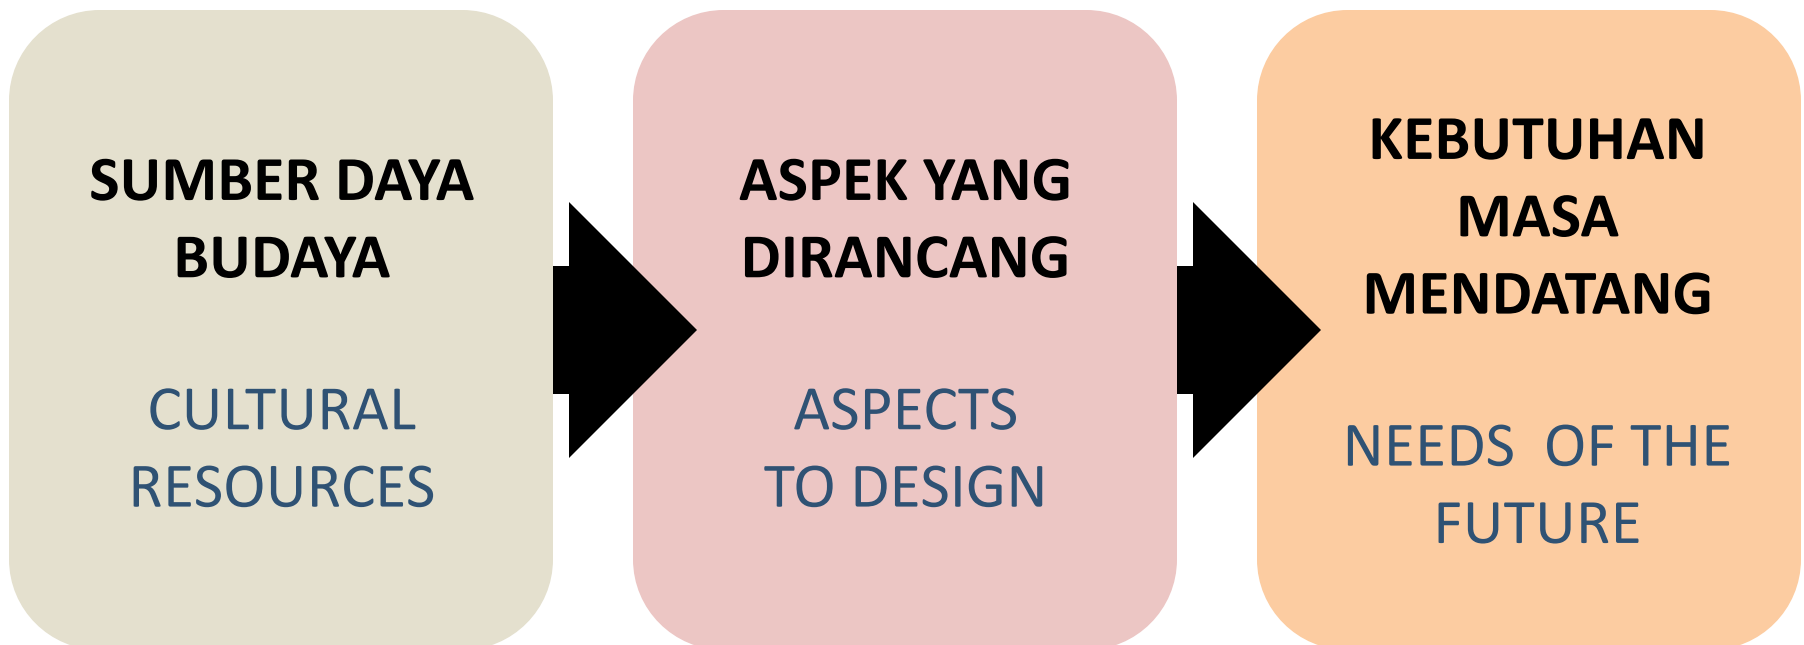 SUMBER DAYA
BUDAYA
CULTURAL
RESOURCES
ASPEK YANG
DIRANCANG
ASPECTS
TO DESIGN
KEBUTUHAN
MASA
MENDATANG
NEEDS  OF THE
FUTURE